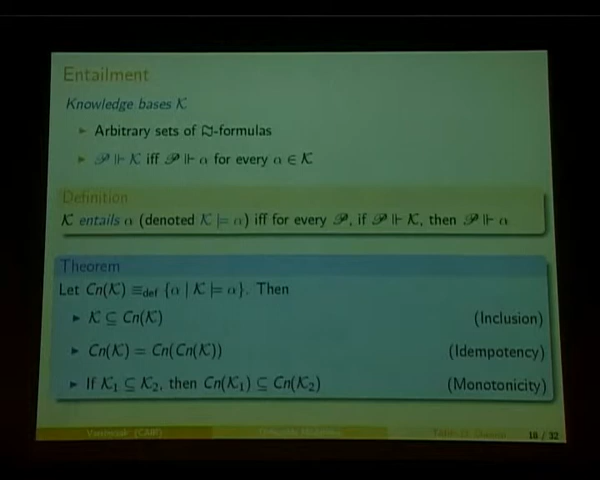 Entailment
Knowledge bases 𝒦
► Arbitrary sets of -formulas
► 𝒫 ⊩ 𝒦 iff 𝒫 ⊩ α for every α ∈ 𝒦
Definition
𝒦 entails α (denoted 𝒦 ⊨ α) iff for every 𝒫, if 𝒫 ⊩ 𝒦, then 𝒫 ⊩ α
Theorem
Let Cn(𝒦) ≡def {α | 𝒦 ⊨ α}. Then
► 𝒦 ⊆ Cn(𝒦) (Inclusion)
► Cn(𝒦) = Cn(Cn(𝒦)) (Idempotency)
► If 𝒦₁ ⊆ 𝒦₂, then Cn(𝒦₁) ⊆ Cn(𝒦₂) (Monotonicity)
Varzinczak (CAIR) 18 / 32